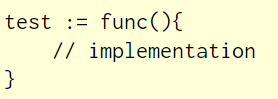 test := func(){
    // implementation
}